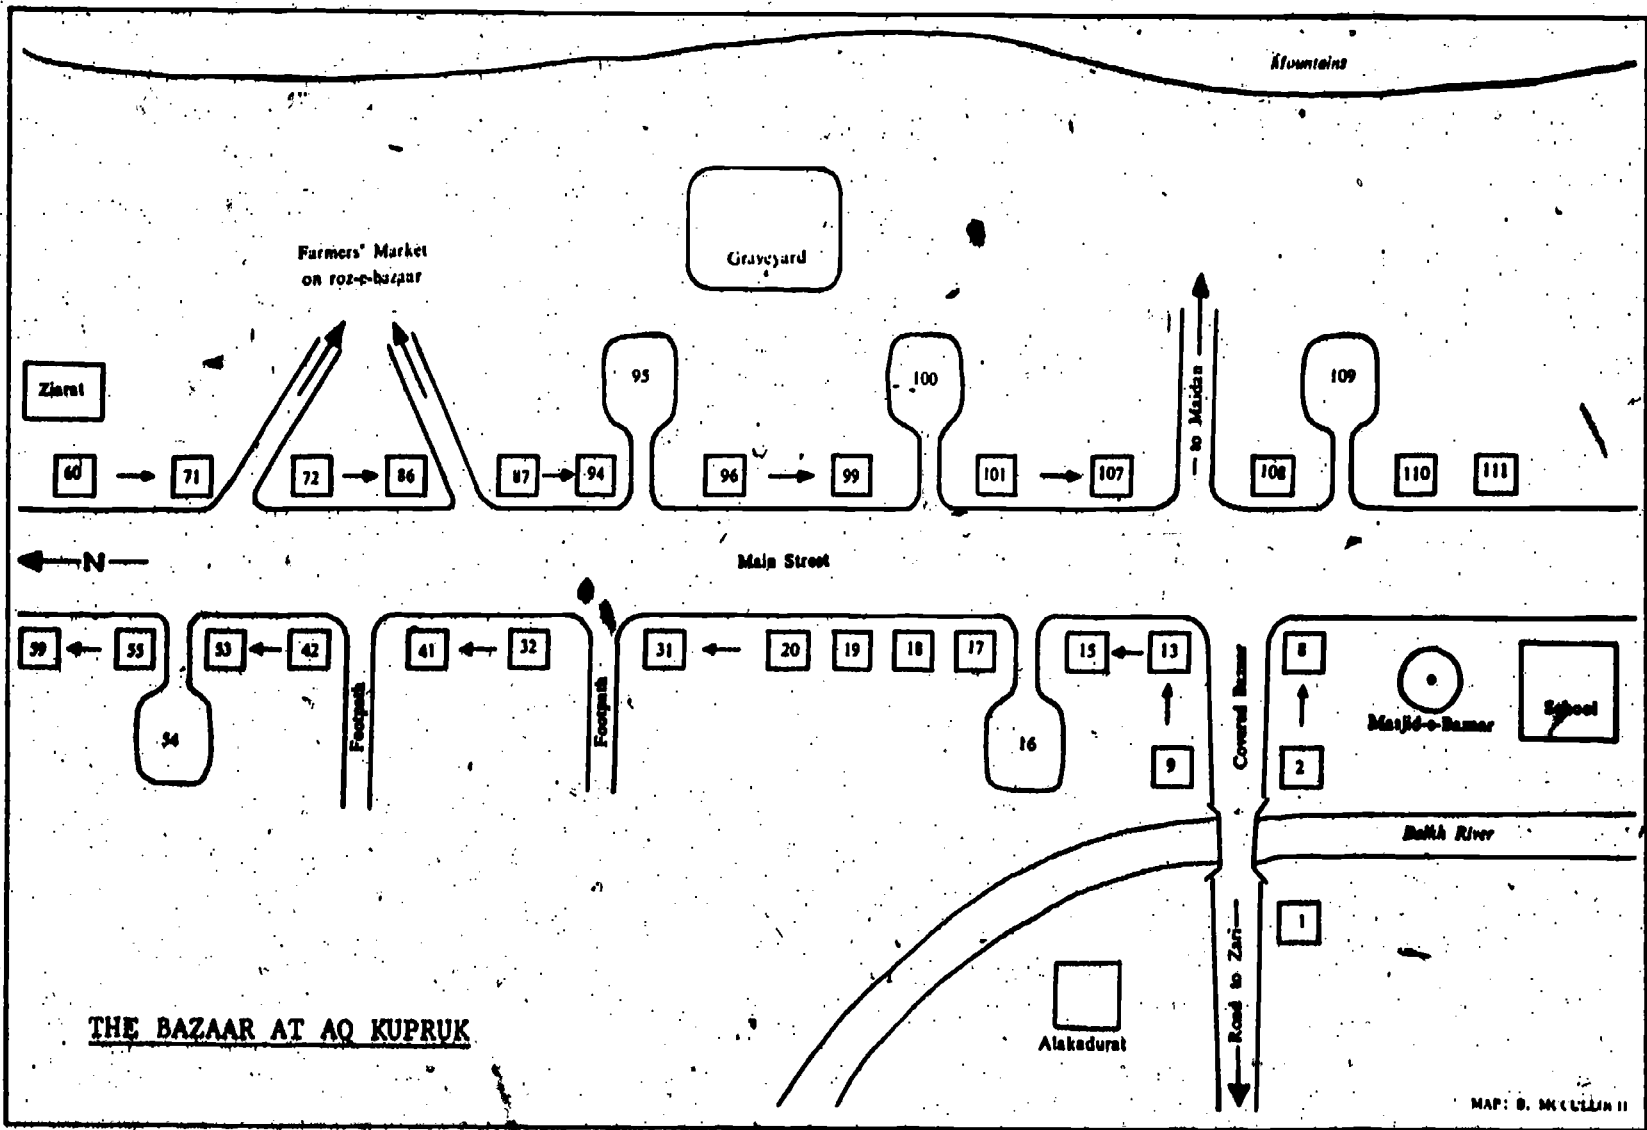 Mountains
Farmers' Market
on roz-e-bazaar
Graveyard
Ziarat
95
100
109
to Maidan
60
71
72
86
87
94
96
99
101
107
108
110
111
N
Main Street
59
55
53
42
41
32
31
20
19
18
17
15
13
8
54
Footpath
Footpath
16
9
Covered Bazaar
2
Masjid-e-Bazaar
School
Balkh River
1
Road to Zari
Alakadurat
THE BAZAAR AT AQ KUPRUK
MAP: B.